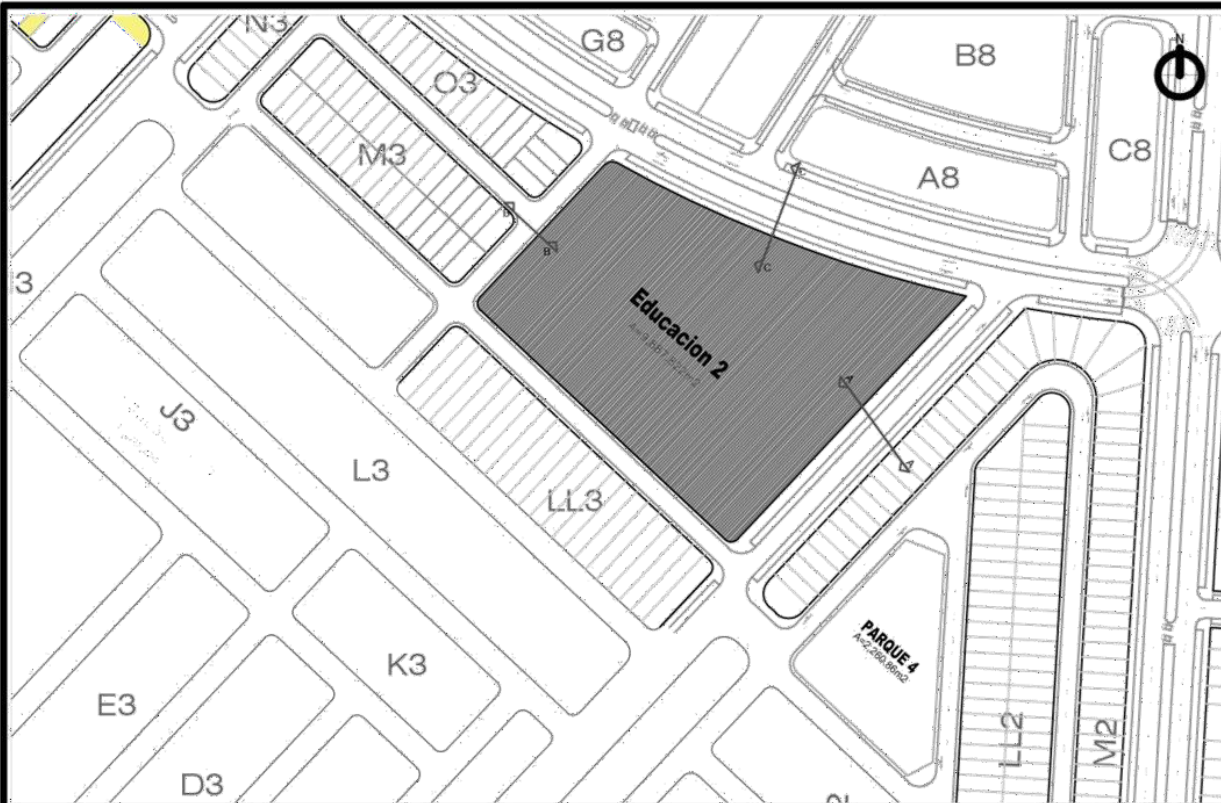 N
N3
G8
B8
O3
M3
C8
A8
C
B
3
C
Educacion 2
J3
L3
LL3
PARQUE 4
A=2,260.86m2
K3
E3
LL2
M2
D3